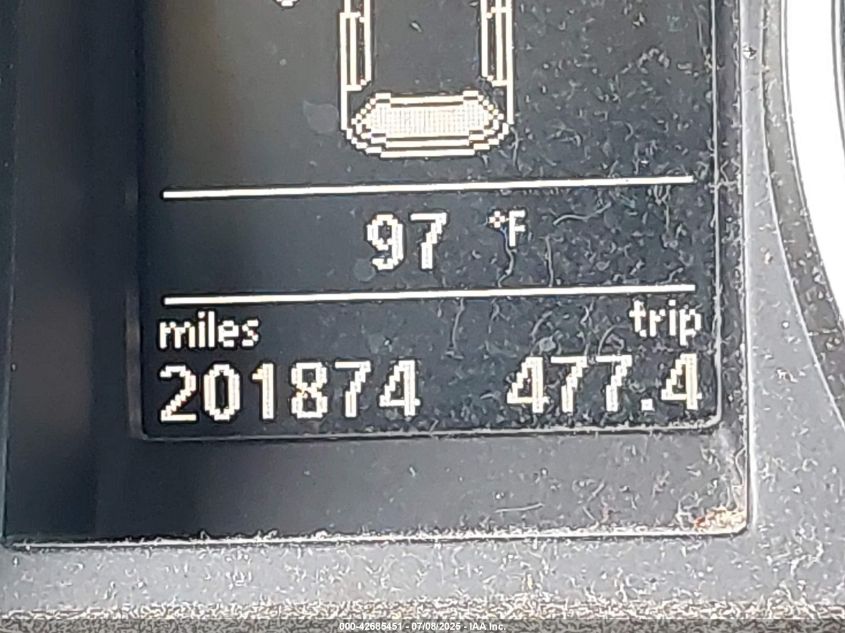 97 °F
miles trip
201874 477.4
000-42685451 - 07/08/2025 - IAA Inc.